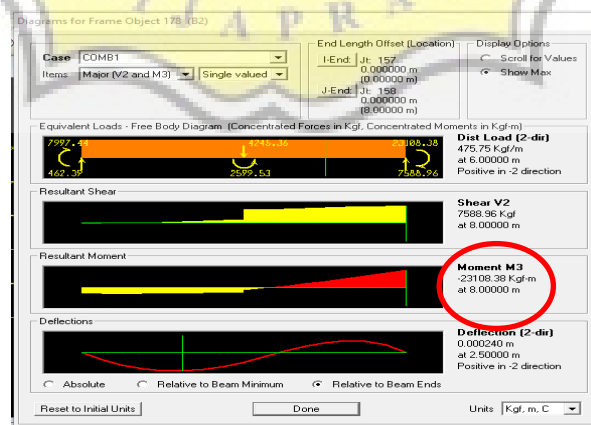 Diagrams for Frame Object 178 (B2)
Case COMB1
Items Major (V2 and M3) Single valued
End Length Offset (Location)
I-End: Jt: 157
0.000000 m
(0.00000 m)
J-End: Jt: 158
0.000000 m
(8.00000 m)
Display Options
Scroll for Values
Show Max
Equivalent Loads - Free Body Diagram (Concentrated Forces in Kgf, Concentrated Moments in Kgf-m)
7997.44 4245.36 23108.38
462.39 2599.53 7588.96
Dist Load (2-dir)
475.75 Kgf/m
at 6.00000 m
Positive in -2 direction
Resultant Shear
Shear V2
7588.96 Kgf
at 8.00000 m
Resultant Moment
Moment M3
-23108.38 Kgf-m
at 8.00000 m
Deflections
Deflection (2-dir)
0.000240 m
at 2.50000 m
Positive in -2 direction
Absolute Relative to Beam Minimum Relative to Beam Ends
Reset to Initial Units Done Units Kgf, m, C